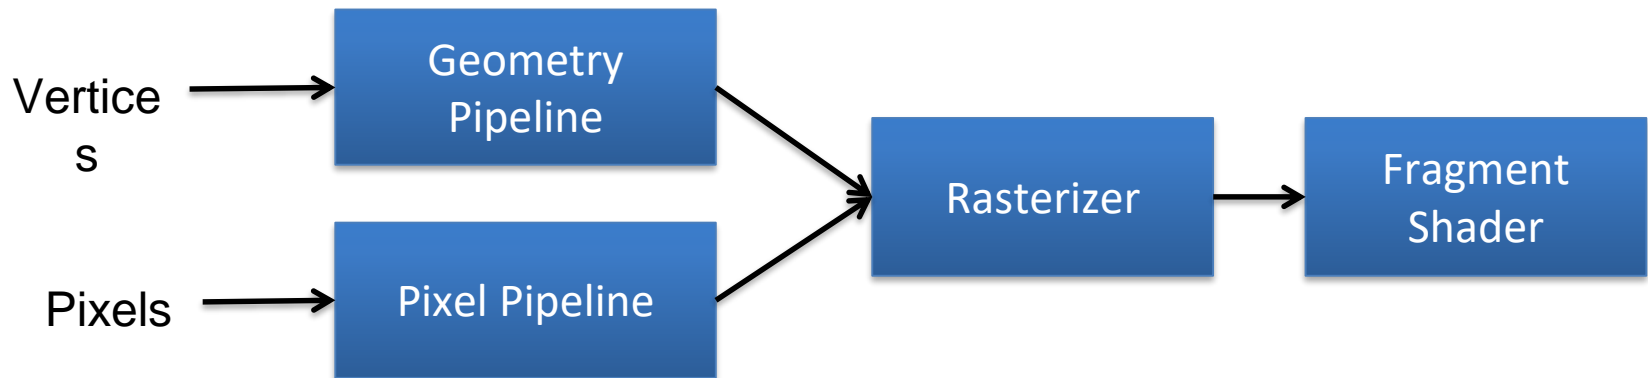 Vertice
s
Geometry
Pipeline
Pixels
Pixel Pipeline
Rasterizer
Fragment
Shader